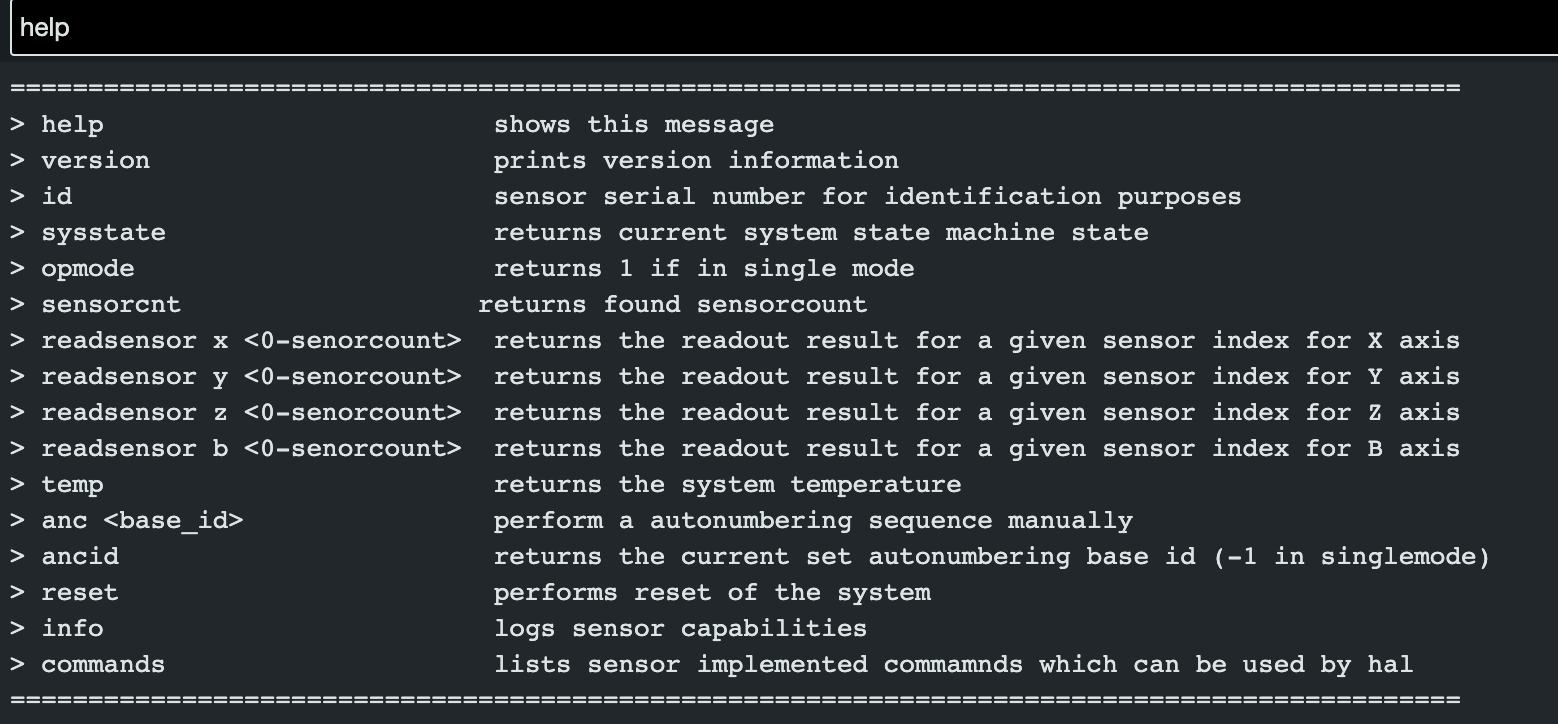 help
=============================================================================================
> help                              shows this message
> version                           prints version information
> id                                sensor serial number for identification purposes
> sysstate                          returns current system state machine state
> opmode                            returns 1 if in single mode
> sensorcnt                        returns found sensorcount
> readsensor x <0-senorcount>       returns the readout result for a given sensor index for X axis
> readsensor y <0-senorcount>       returns the readout result for a given sensor index for Y axis
> readsensor z <0-senorcount>       returns the readout result for a given sensor index for Z axis
> readsensor b <0-senorcount>       returns the readout result for a given sensor index for B axis
> temp                              returns the system temperature
> anc <base_id>                     perform a autonumbering sequence manually
> ancid                             returns the current set autonumbering base id (-1 in singlemode)
> reset                             performs reset of the system
> info                              logs sensor capabilities
> commands                          lists sensor implemented commamnds which can be used by hal
=============================================================================================